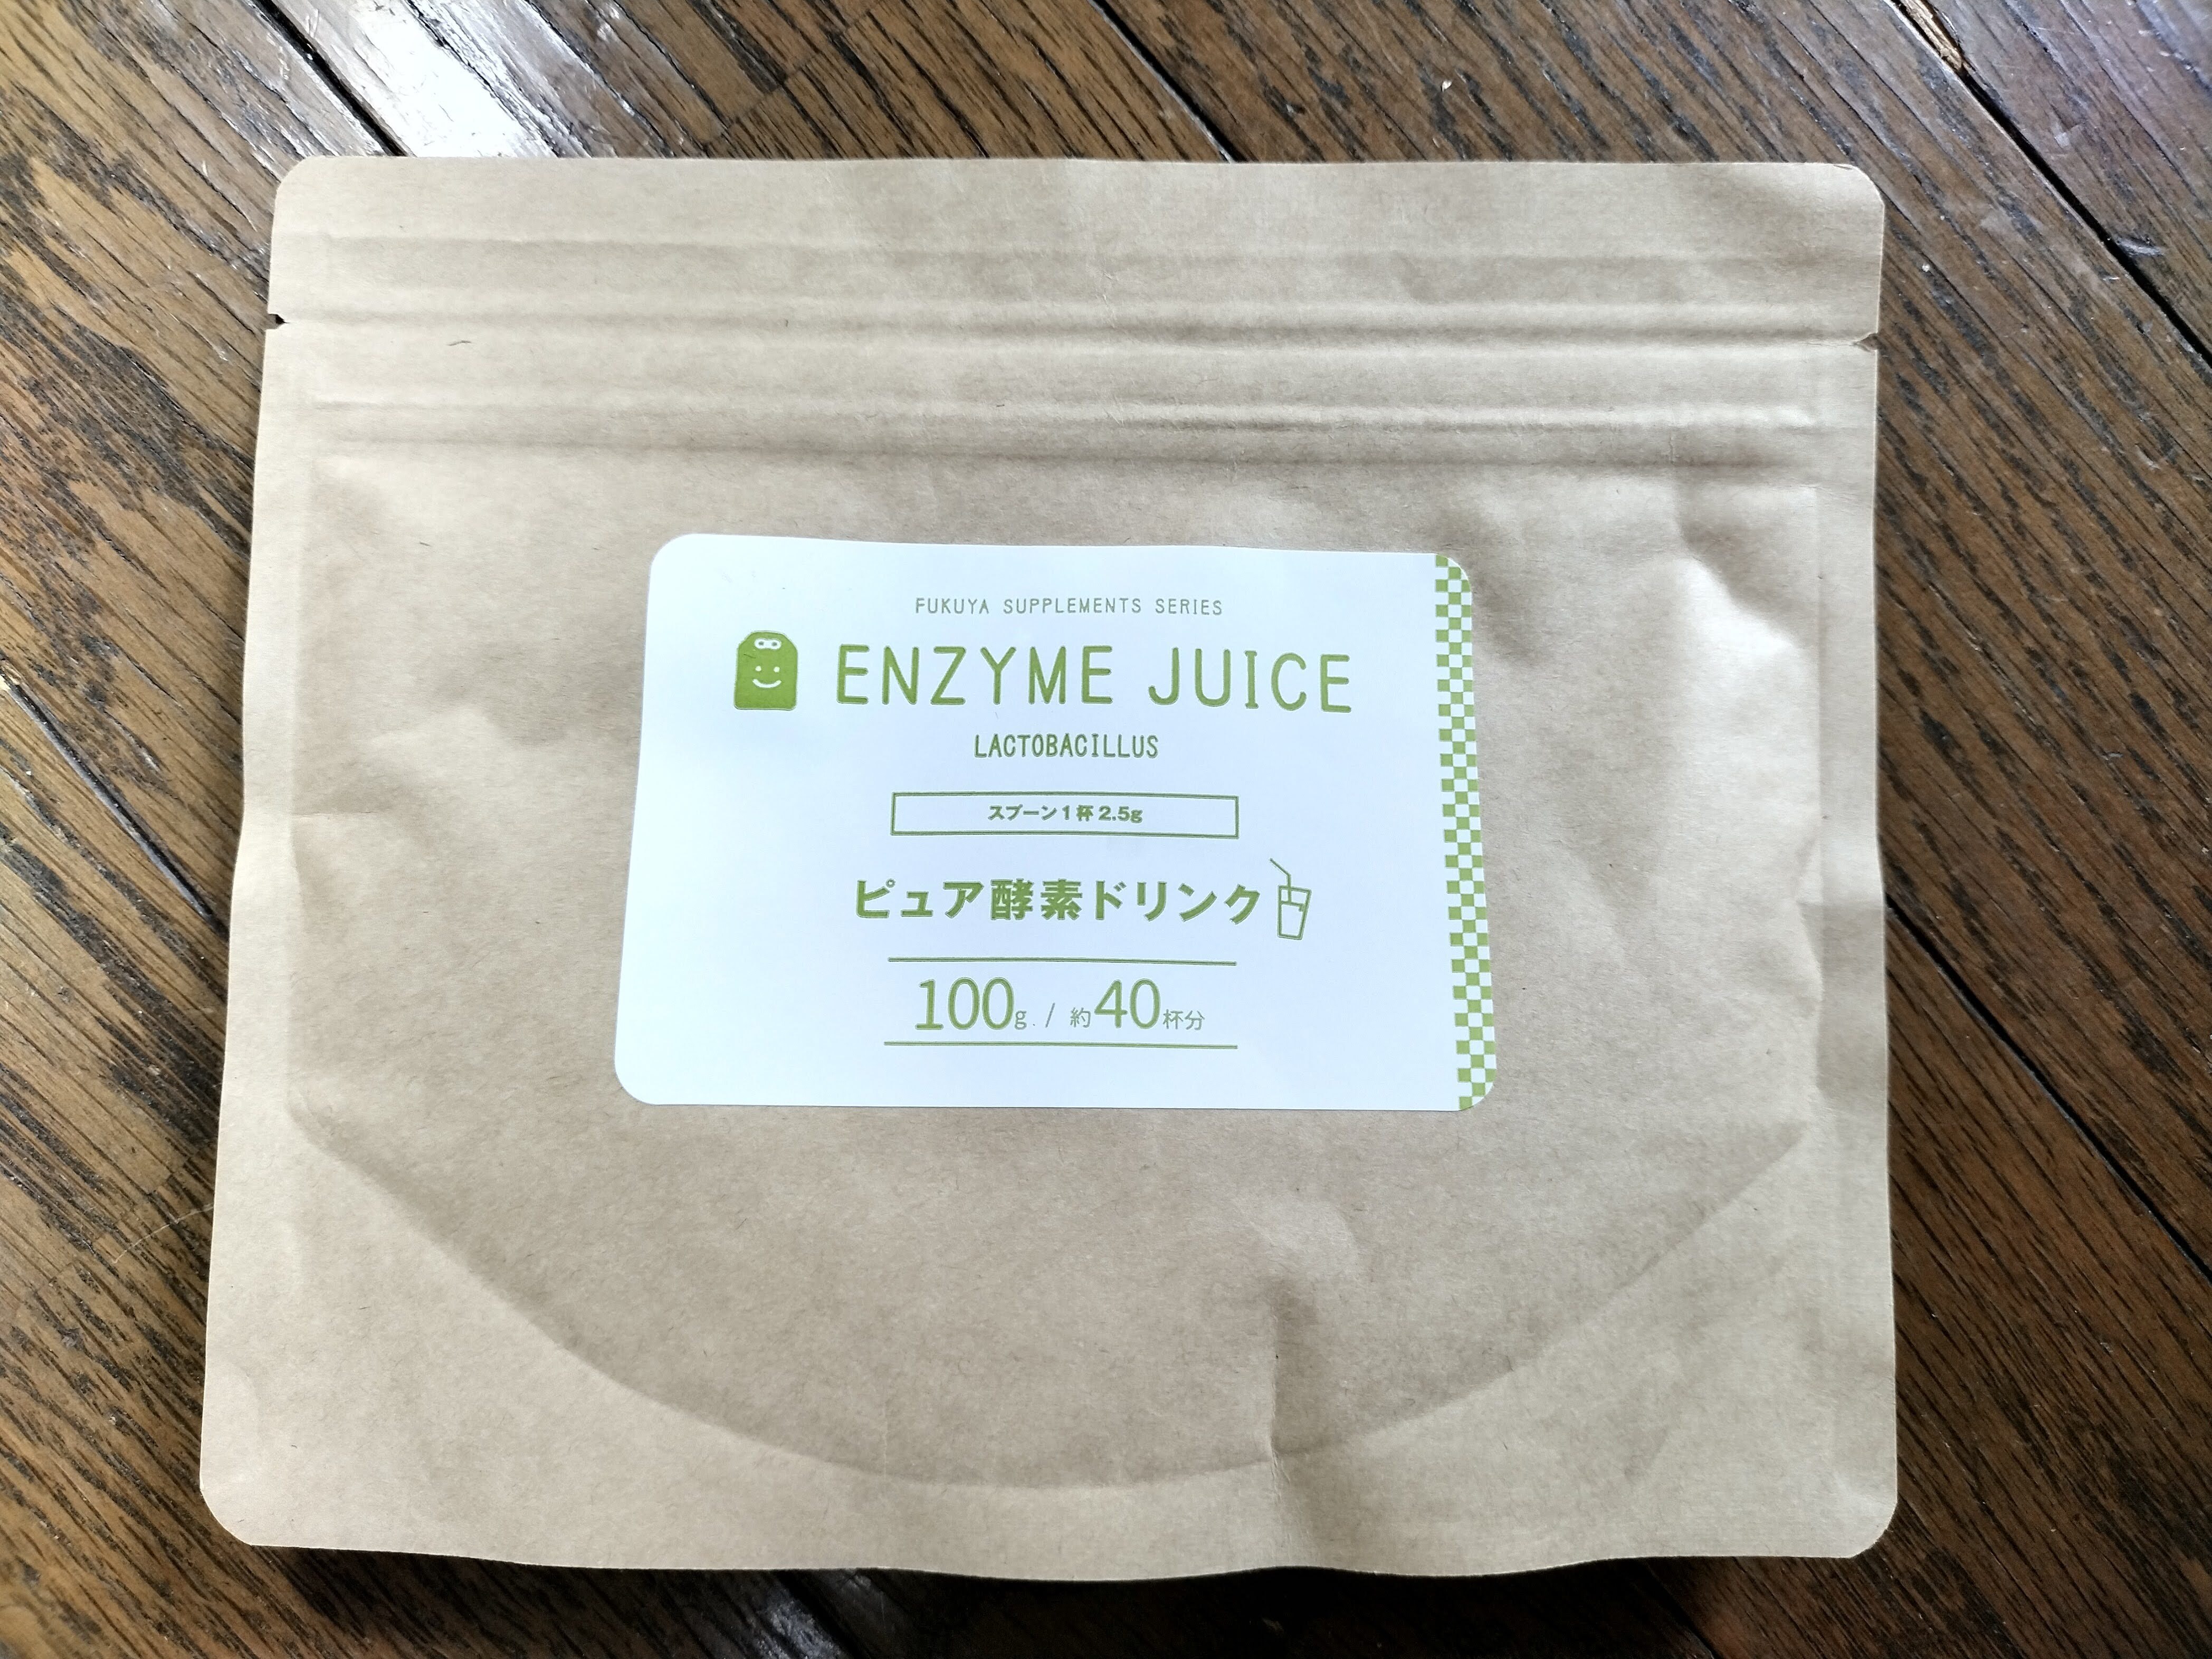 FUKUYA SUPPLEMENTS SERIES
ENZYME JUICE
LACTOBACILLUS
スプーン1杯2.5g
ピュア酵素ドリンク
100g. / 約40杯分